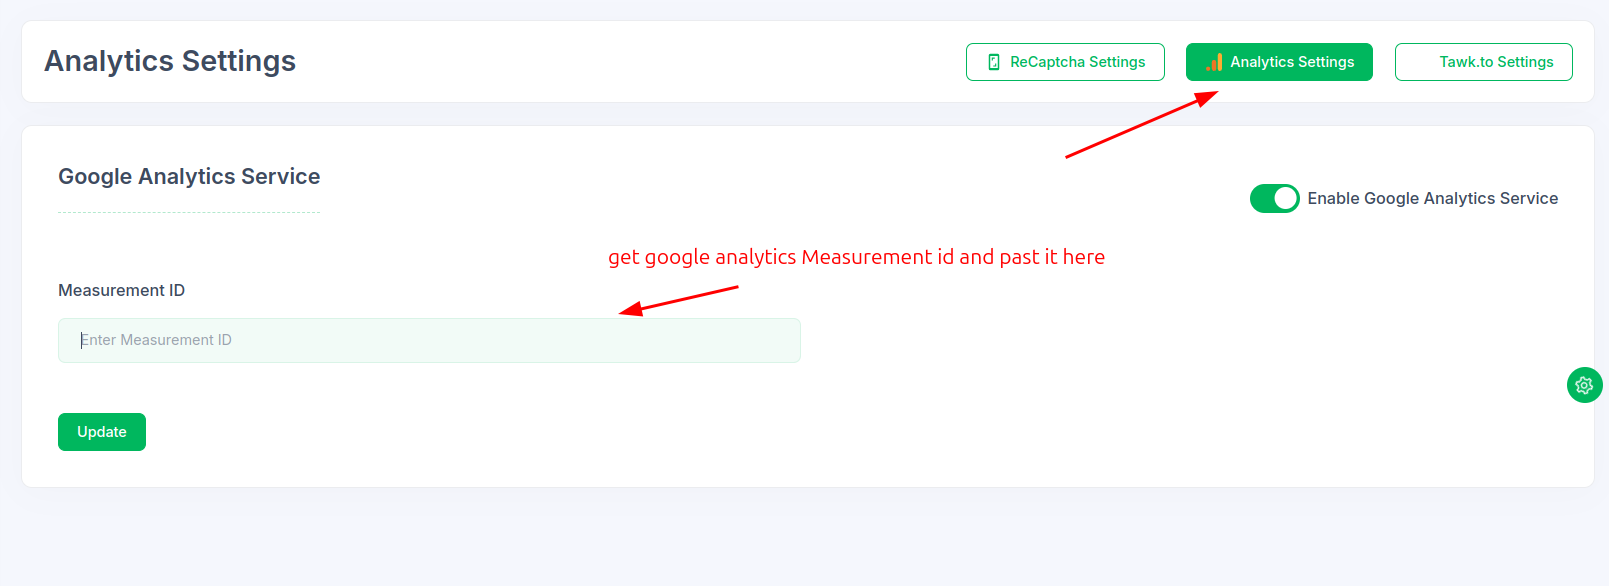 Analytics Settings
ReCaptcha Settings
Analytics Settings
Tawk.to Settings
Google Analytics Service
Enable Google Analytics Service
get google analytics Measurement id and past it here
Measurement ID
Enter Measurement ID
Update